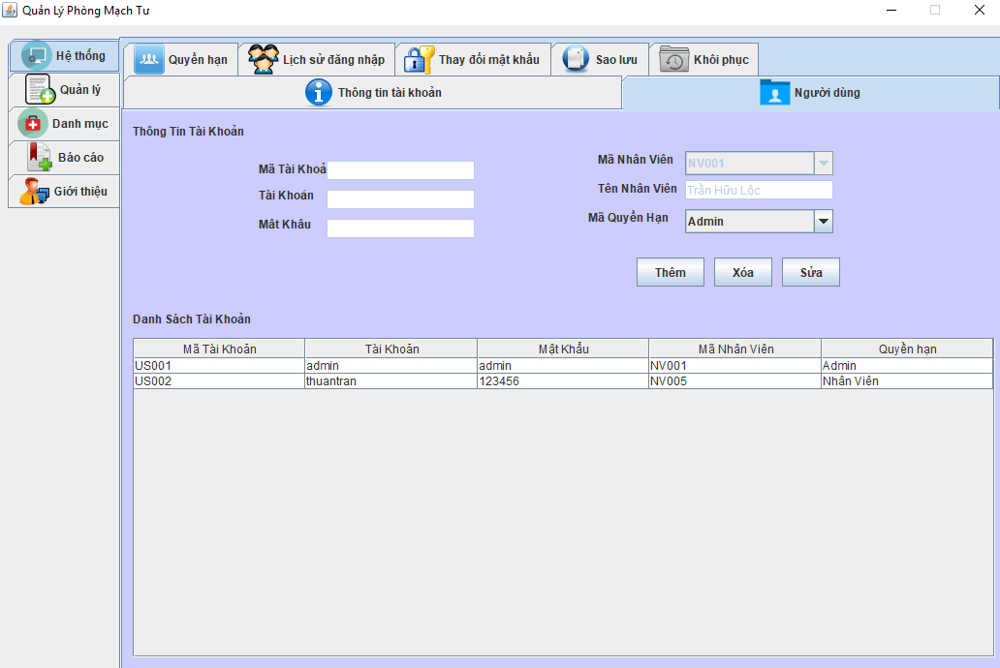 Quản Lý Phòng Mạch Tư
Hệ thống
Quản lý
Danh mục
Báo cáo
Giới thiệu
Quyền hạn
Lịch sử đăng nhập
Thay đổi mật khẩu
Sao lưu
Khôi phục
Thông tin tài khoản
Người dùng
Thông Tin Tài Khoản
Mã Tài Khoả
Tài Khoản
Mật Khẩu
Mã Nhân Viên
NV001
Tên Nhân Viên
Trần Hữu Lộc
Mã Quyền Hạn
Admin
Thêm
Xóa
Sửa
Danh Sách Tài Khoản
Mã Tài Khoản Tài Khoản Mật Khẩu Mã Nhân Viên Quyền hạn
US001 admin admin NV001 Admin
US002 thuantran 123456 NV005 Nhân Viên